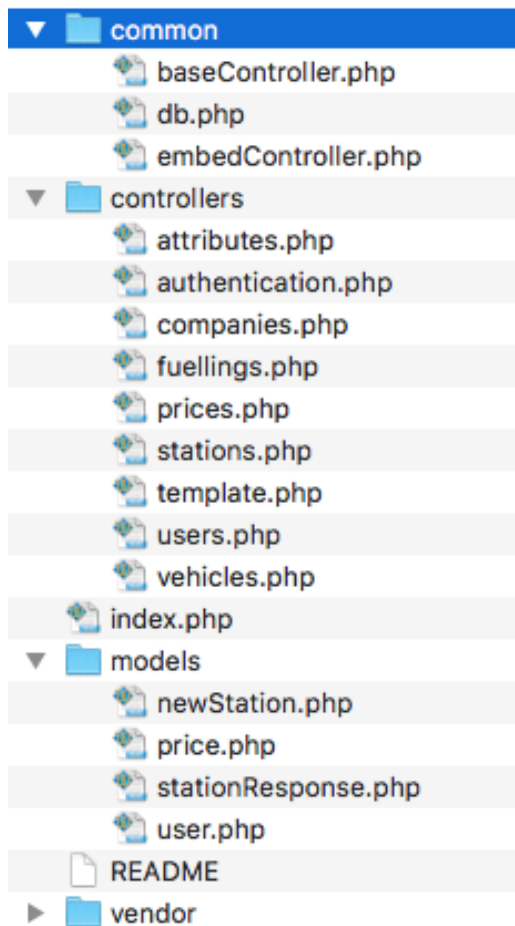 common
baseController.php
db.php
embedController.php
controllers
attributes.php
authentication.php
companies.php
fuellings.php
prices.php
stations.php
template.php
users.php
vehicles.php
index.php
models
newStation.php
price.php
stationResponse.php
user.php
README
vendor